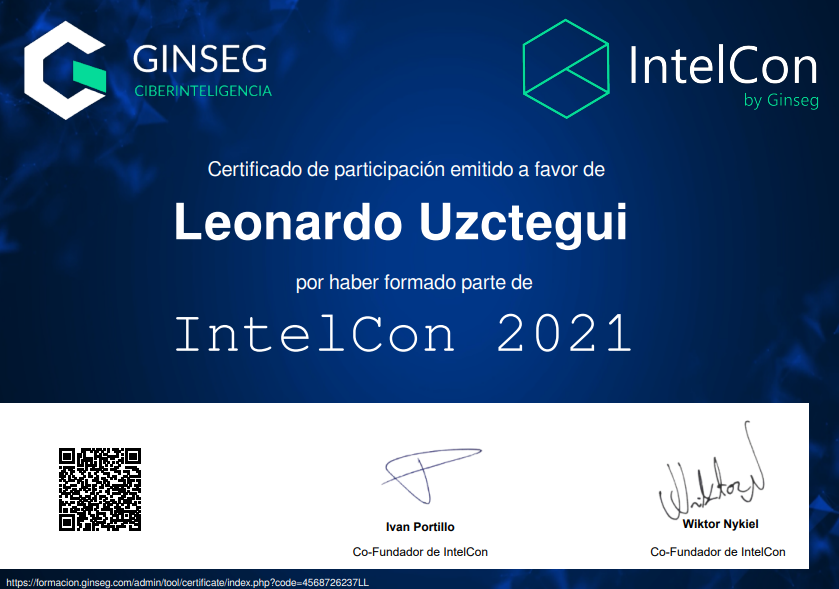 GINSEG
CIBERINTELIGENCIA
IntelCon
by Ginseg
Certificado de participación emitido a favor de
Leonardo Uzctegui
por haber formado parte de
IntelCon 2021
WiktorN
Ivan Portillo
Wiktor Nykiel
Co-Fundador de IntelCon
Co-Fundador de IntelCon
https://formacion.ginseg.com/admin/tool/certificate/index.php?code=4568726237LL